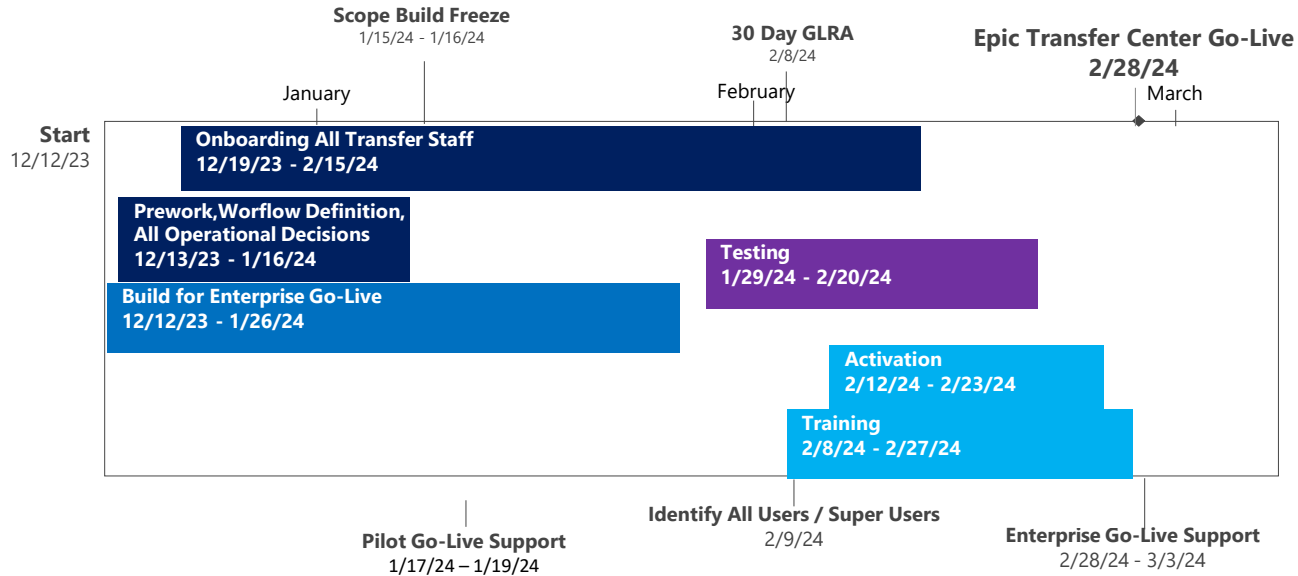 Scope Build Freeze
1/15/24 - 1/16/24
30 Day GLRA
2/8/24
Epic Transfer Center Go-Live
2/28/24
January
February
March
Start
12/12/23
Onboarding All Transfer Staff
12/19/23 - 2/15/24
Prework,Worflow Definition,
All Operational Decisions
12/13/23 - 1/16/24
Testing
1/29/24 - 2/20/24
Build for Enterprise Go-Live
12/12/23 - 1/26/24
Activation
2/12/24 - 2/23/24
Training
2/8/24 - 2/27/24
Identify All Users / Super Users
2/9/24
Pilot Go-Live Support
1/17/24 – 1/19/24
Enterprise Go-Live Support
2/28/24 - 3/3/24